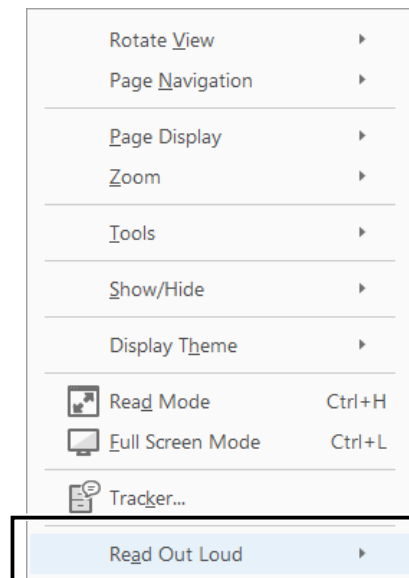 Rotate View
Page Navigation
Page Display
Zoom
Tools
Show/Hide
Display Theme
Read Mode Ctrl+H
Full Screen Mode Ctrl+L
Tracker...
Read Out Loud